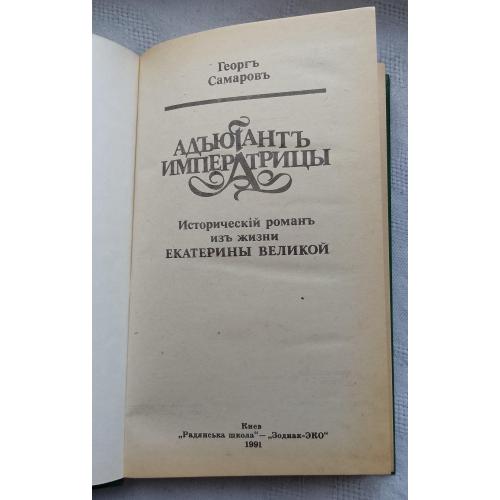 Георгъ
Самаровъ
АДЪЮТАНТЪ
ИМПЕРАТРИЦЫ
Историческій романъ
изъ жизни
ЕКАТЕРИНЫ ВЕЛИКОЙ
Киев
„Радянська школа“ — „Зодиак-ЭКО“
1991